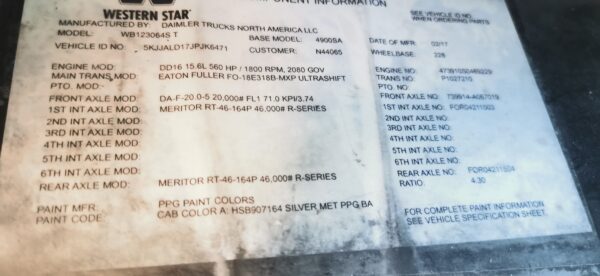 COMPONENT INFORMATION
WESTERN STAR
SEE VEHICLE ID NO.
WHEN ORDERING PARTS
MANUFACTURED BY: DAIMLER TRUCKS NORTH AMERICA LLC
MODEL: WB123064S T BASE MODEL: 4900SA DATE OF MFR: 02/17
VEHICLE ID NO: 5KJJALD17JPJK6471 CUSTOMER: N44065 WHEELBASE: 228
ENGINE MOD: DD16 15.6L 560 HP / 1800 RPM, 2080 GOV ENGINE NO: 47391050460229
MAIN TRANS MOD: EATON FULLER FO-18E318B-MXP ULTRASHIFT TRANS NO: P1027215
PTO. MOD: PTO. NO:
FRONT AXLE MOD: DA-F-20.0-5 20,000# FL1 71.0 KPI/3.74 FRONT AXLE NO: 739914-A067019
1ST INT AXLE MOD: MERITOR RT-46-164P 46,000# R-SERIES 1ST INT AXLE NO: FOR04211503
2ND INT AXLE MOD: 2ND INT AXLE NO:
3RD INT AXLE MOD: 3RD INT AXLE NO:
4TH INT AXLE MOD: 4TH INT AXLE NO:
5TH INT AXLE MOD: 5TH INT AXLE NO:
6TH INT AXLE MOD: 6TH INT AXLE NO:
REAR AXLE MOD: MERITOR RT-46-164P 46,000# R-SERIES REAR AXLE NO: FOR04211504
RATIO: 4.30
PAINT MFR: PPG PAINT COLORS
PAINT CODE: CAB COLOR A: HSB907164 SILVER MET PPG BA
FOR COMPLETE PAINT INFORMATION
SEE VEHICLE SPECIFICATION SHEET.